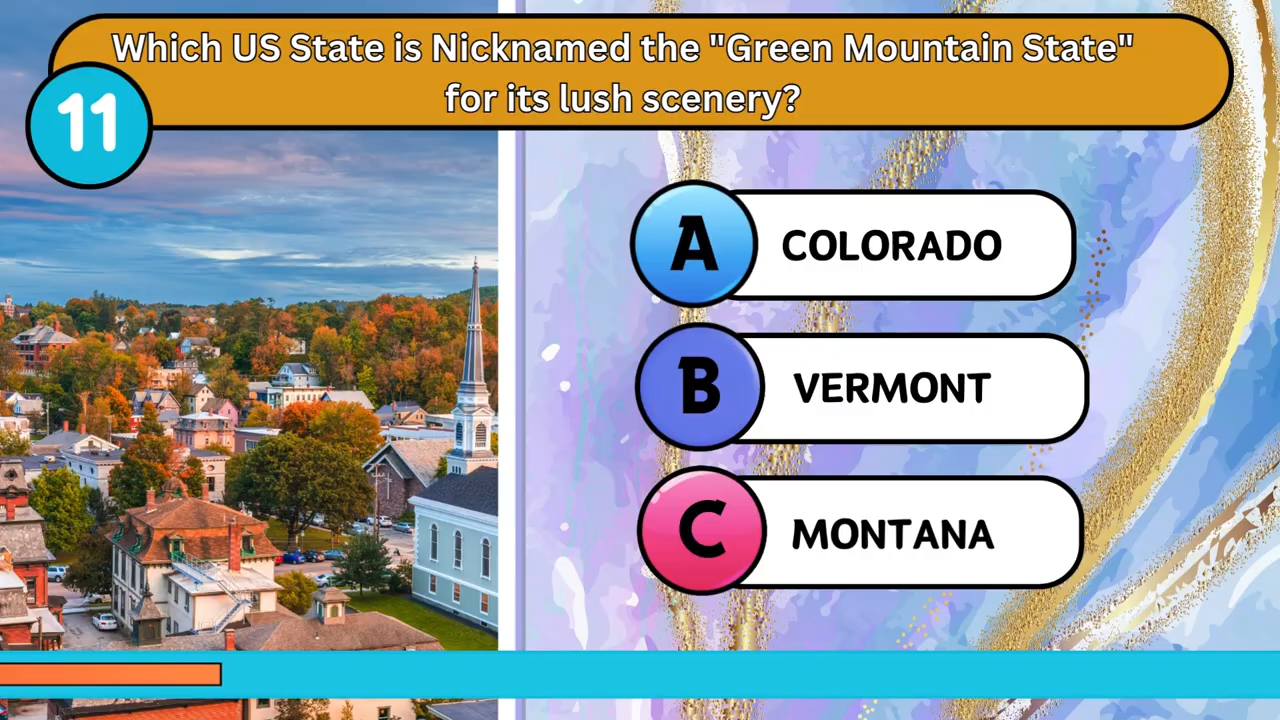 Which US State is Nicknamed the "Green Mountain State"
for its lush scenery?
11
A COLORADO
B VERMONT
C MONTANA